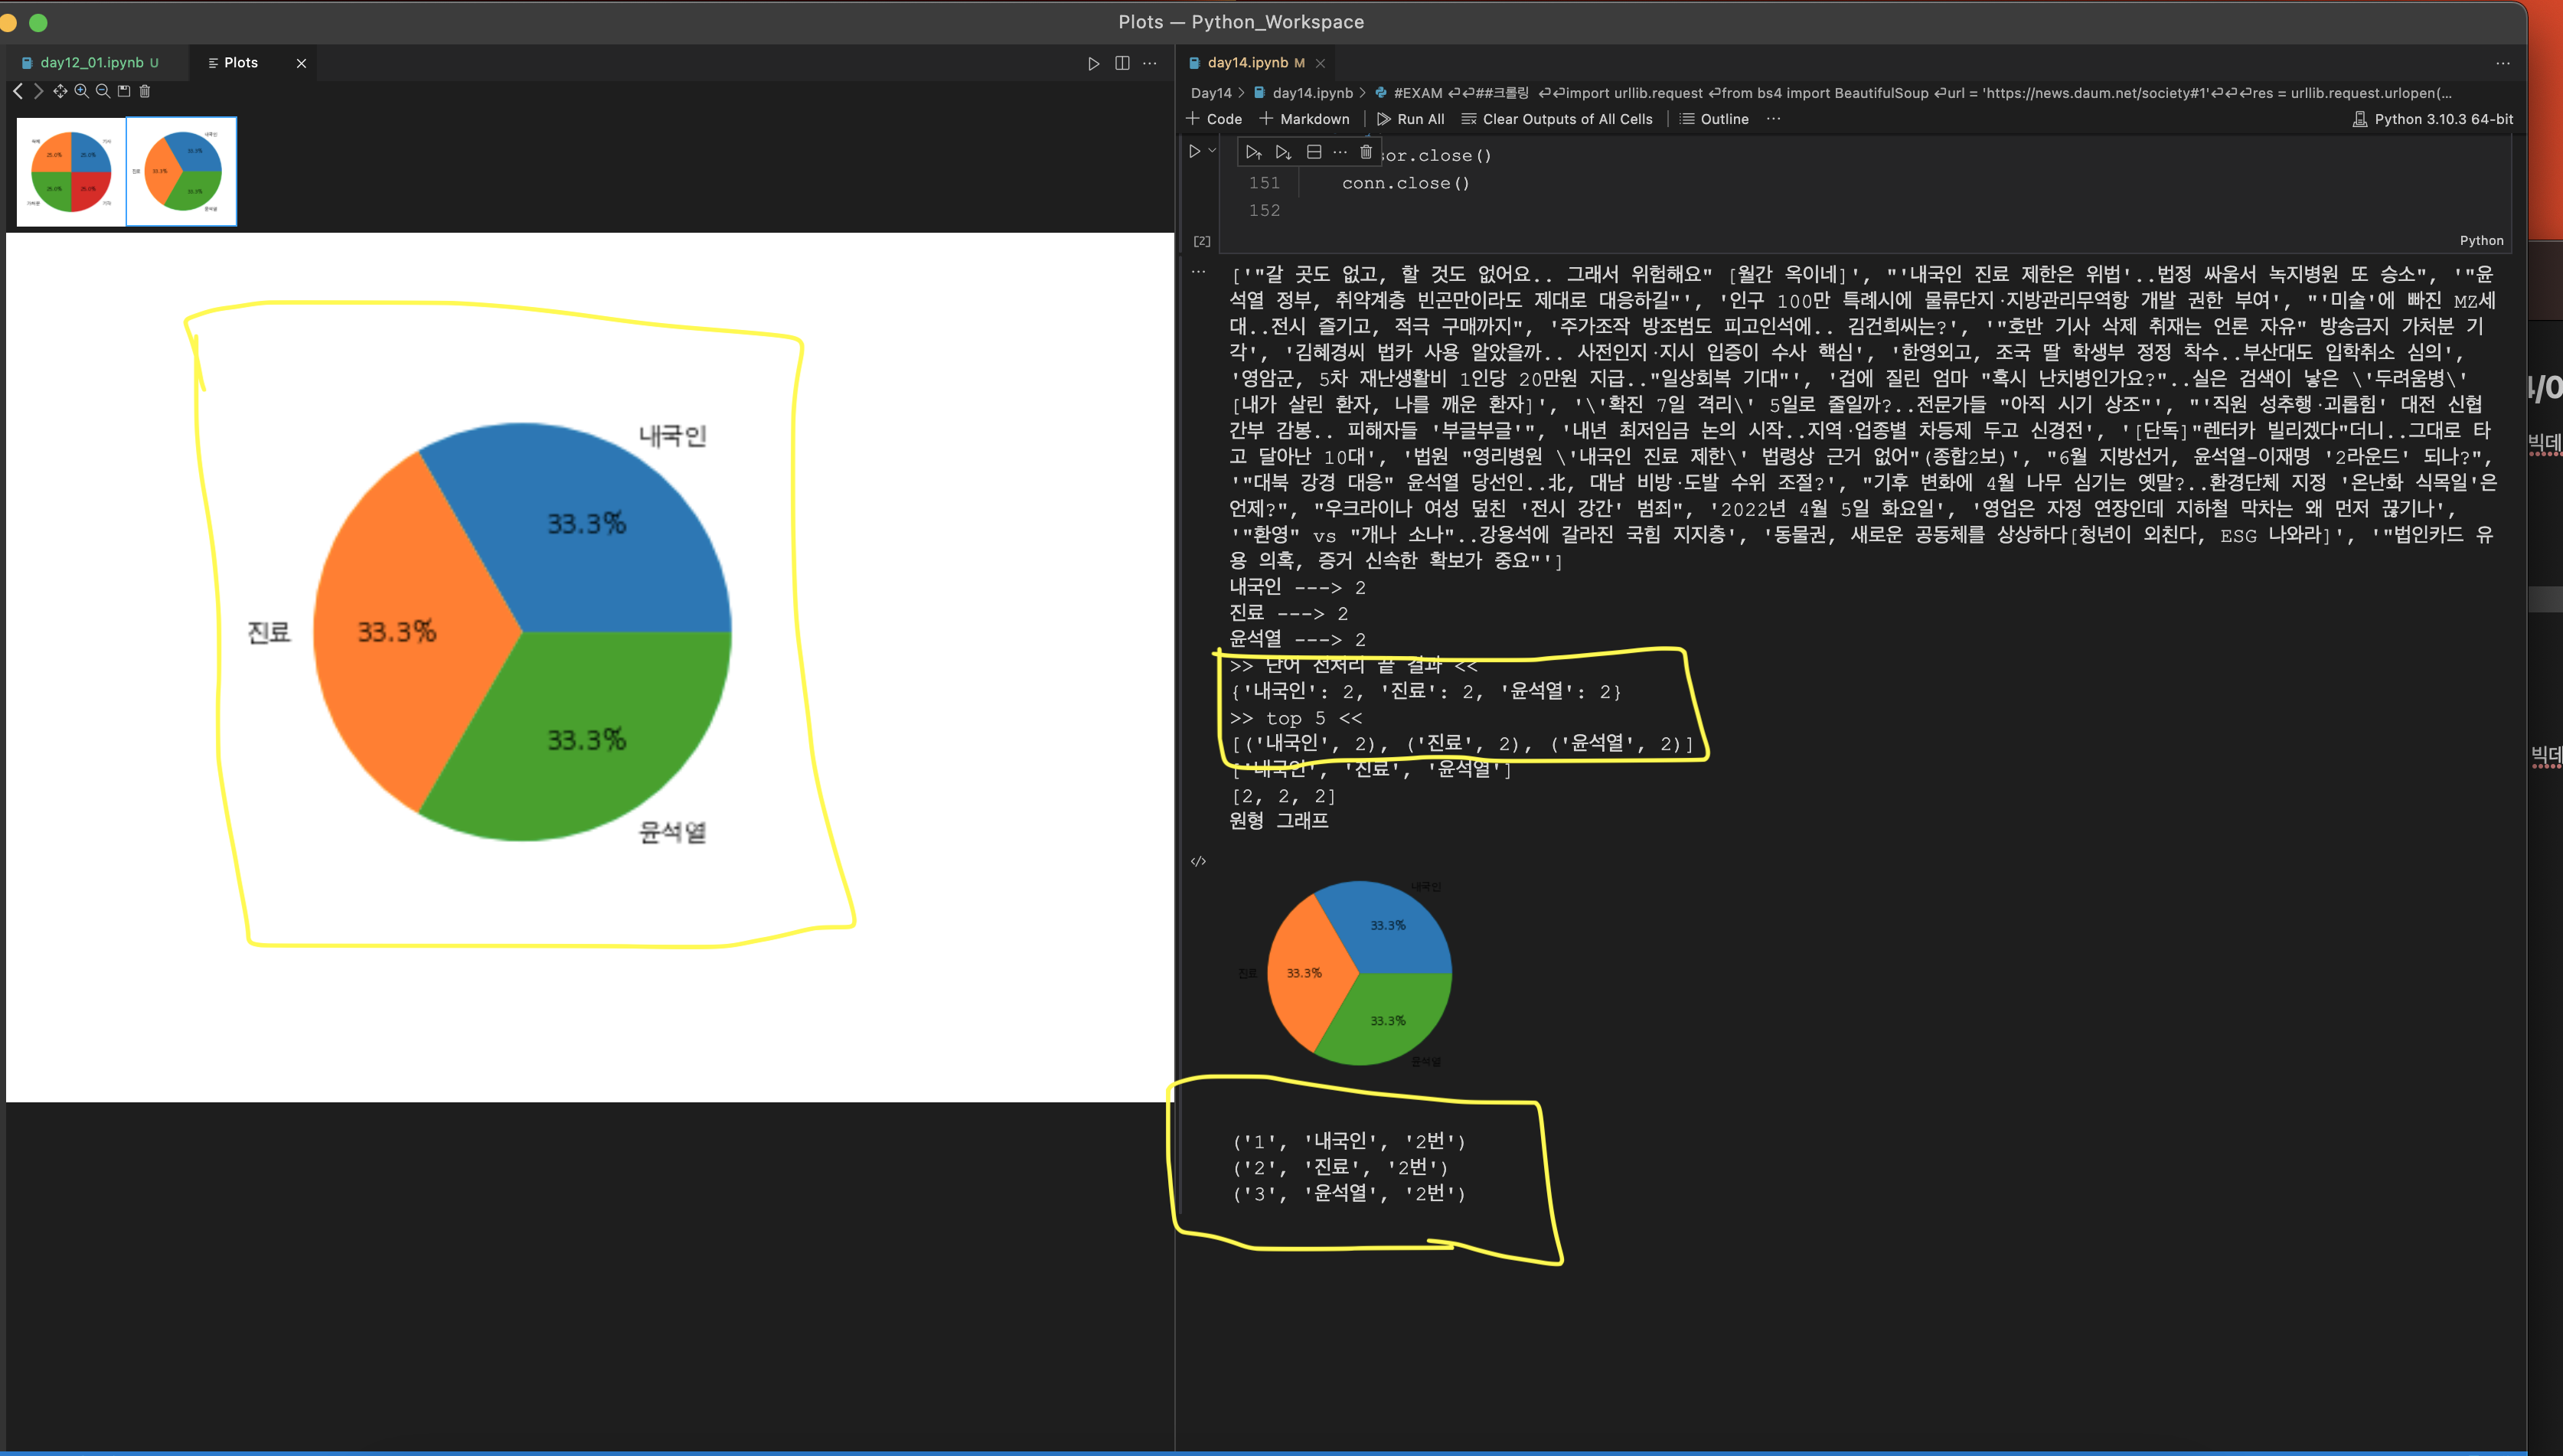 Plots — Python_Workspace
day12_01.ipynb U
Plots
day14.ipynb M
Day14 > day14.ipynb > #EXAM ↩↩##크롤링 ↩↩import urllib.request ↩from bs4 import BeautifulSoup ↩url = 'https://news.daum.net/society#1'↩↩↩res = urllib.request.urlopen(...
Code Markdown Run All Clear Outputs of All Cells Outline ··· Python 3.10.3 64-bit
25.0% 25.0%
25.0% 25.0%
내국인
33.3%
진료 33.3%
33.3%
윤석열
내국인
33.3%
진료 33.3%
33.3%
윤석열
sor.close()
151 conn.close()
152
[2]
Python
['"갈 곳도 없고, 할 것도 없어요.. 그래서 위험해요" [월간 옥이네]', "'내국인 진료 제한은 위법'..법정 싸움서 녹지병원 또 승소", '"윤
석열 정부, 취약계층 빈곤만이라도 제대로 대응하길"', '인구 100만 특례시에 물류단지·지방관리무역항 개발 권한 부여', "'미술'에 빠진 MZ세
대..전시 즐기고, 적극 구매까지", '주가조작 방조범도 피고인석에.. 김건희씨는?', '"호반 기사 삭제 취재는 언론 자유" 방송금지 가처분 기
각', '김혜경씨 법카 사용 알았을까.. 사전인지·지시 입증이 수사 핵심', '한영외고, 조국 딸 학생부 정정 착수..부산대도 입학취소 심의',
'영암군, 5차 재난생활비 1인당 20만원 지급.."일상회복 기대"', '겁에 질린 엄마 "혹시 난치병인가요?"..실은 검색이 낳은 \'두려움병\'
[내가 살린 환자, 나를 깨운 환자]', '\'확진 7일 격리\' 5일로 줄일까?..전문가들 "아직 시기 상조"', "'직원 성추행·괴롭힘' 대전 신협
간부 감봉.. 피해자들 '부글부글'", '내년 최저임금 논의 시작..지역·업종별 차등제 두고 신경전', '[단독]"렌터카 빌리겠다"더니..그대로 타
고 달아난 10대', '법원 "영리병원 \'내국인 진료 제한\' 법령상 근거 없어"(종합2보)', "6월 지방선거, 윤석열-이재명 '2라운드' 되나?",
'"대북 강경 대응" 윤석열 당선인..北, 대남 비방·도발 수위 조절?', "기후 변화에 4월 나무 심기는 옛말?..환경단체 지정 '온난화 식목일'은
언제?", "우크라이나 여성 덮친 '전시 강간' 범죄", '2022년 4월 5일 화요일', '영업은 자정 연장인데 지하철 막차는 왜 먼저 끊기나',
'"환영" vs "개나 소나"..강용석에 갈라진 국힘 지지층', '동물권, 새로운 공동체를 상상하다[청년이 외친다, ESG 나와라]', '"법인카드 유
용 의혹, 증거 신속한 확보가 중요"']
내국인 ---> 2
진료 ---> 2
윤석열 ---> 2
>> 단어 전처리 끝 결과 <<
{'내국인': 2, '진료': 2, '윤석열': 2}
>> top 5 <<
[('내국인', 2), ('진료', 2), ('윤석열', 2)]
['내국인', '진료', '윤석열']
[2, 2, 2]
원형 그래프
내국인
33.3%
진료 33.3%
33.3%
윤석열
('1', '내국인', '2번')
('2', '진료', '2번')
('3', '윤석열', '2번')
빅데
빅데